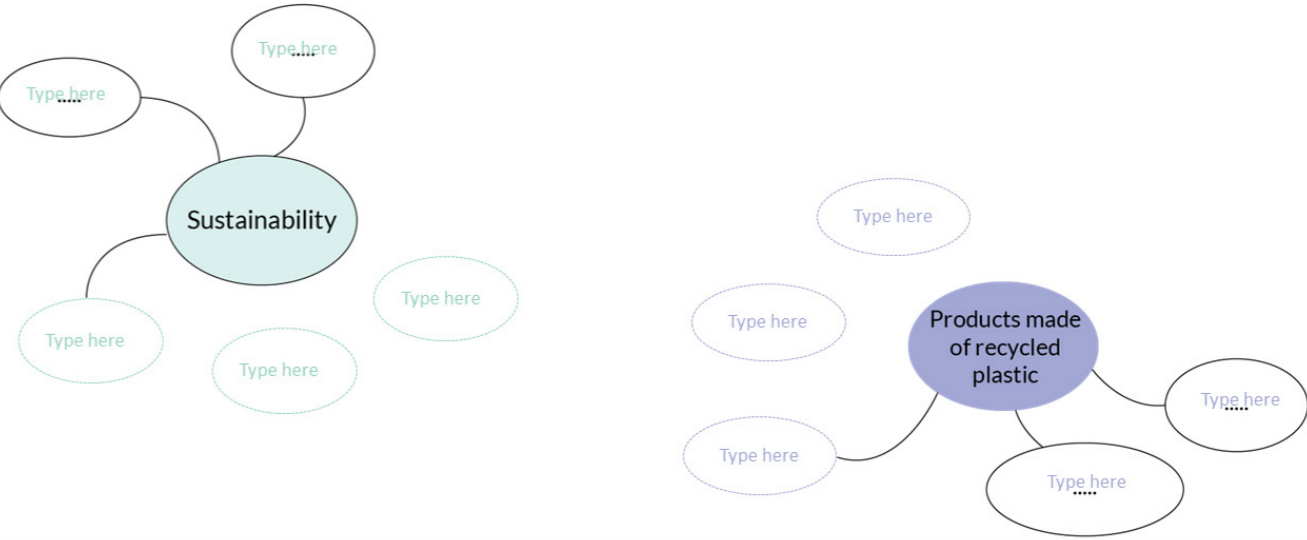 Type here
.....
Type here
.....
Sustainability
Type here
Type here
Type here
Type here
Type here
Products made
of recycled
plastic
Type here
.....
Type here
Type here
.....